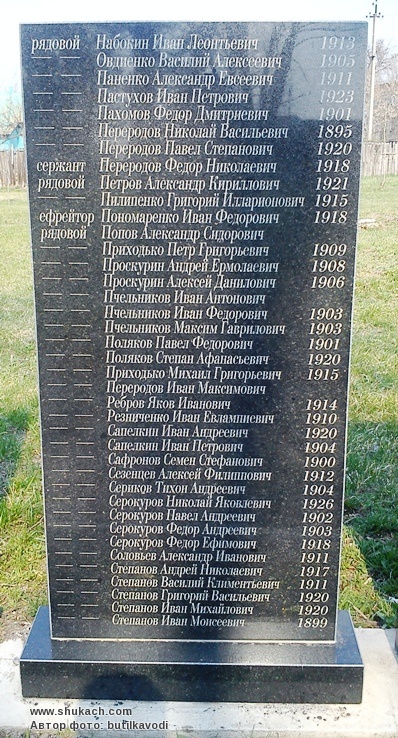 рядовой Набокин Иван Леонтьевич 1913
— — Овдиенко Василий Алексеевич 1905
— — Паненко Александр Евсеевич 1911
— — Пастухов Иван Петрович 1923
— — Пахомов Федор Дмитриевич 1901
— — Переродов Николай Васильевич 1895
— — Переродов Павел Степанович 1920
сержант Переродов Федор Николаевич 1918
рядовой Петров Александр Кириллович 1921
— — Пилипенко Григорий Илларионович 1915
ефрейтор Пономаренко Иван Федорович 1918
рядовой Попов Александр Сидорович
— — Приходько Петр Григорьевич 1909
— — Проскурин Андрей Ермолаевич 1908
— — Проскурин Алексей Данилович 1906
— — Пчельников Иван Антонович
— — Пчельников Иван Федорович 1903
— — Пчельников Максим Гаврилович 1903
— — Поляков Павел Федорович 1901
— — Поляков Степан Афанасьевич 1920
— — Приходько Михаил Григорьевич 1915
— — Переродов Иван Максимович
— — Ребров Яков Иванович 1914
— — Резниченко Иван Евлампиевич 1910
— — Сапелкин Иван Андреевич 1920
— — Сапелкин Иван Петрович 1904
— — Сафронов Семен Стефанович 1900
— — Сезенцев Алексей Филиппович 1912
— — Сериков Тихон Андреевич 1904
— — Серокуров Николай Яковлевич 1926
— — Серокуров Павел Андреевич 1902
— — Серокуров Федор Андреевич 1903
— — Серокуров Федор Ефимович 1918
— — Соловьев Александр Иванович 1911
— — Степанов Андрей Николаевич 1917
— — Степанов Василий Климентьевич 1911
— — Степанов Григорий Васильевич 1920
— — Степанов Иван Михайлович 1920
— — Степанов Иван Моисеевич 1899
www.shukach.com
Автор фото: butilkavodi